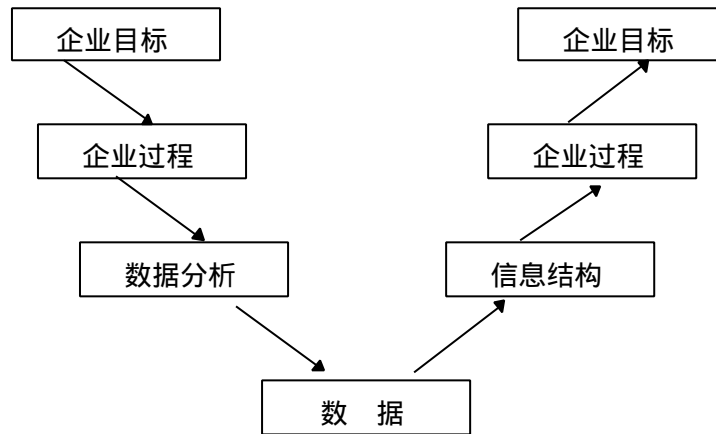 企业目标
企业目标
企业过程
企业过程
数据分析
信息结构
数 据